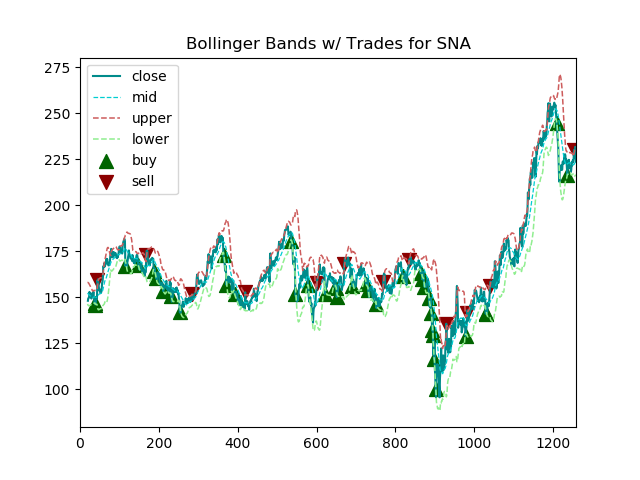 Bollinger Bands w/ Trades for SNA
275
250
225
200
175
150
125
100
0 200 400 600 800 1000 1200
close
mid
upper
lower
buy
sell